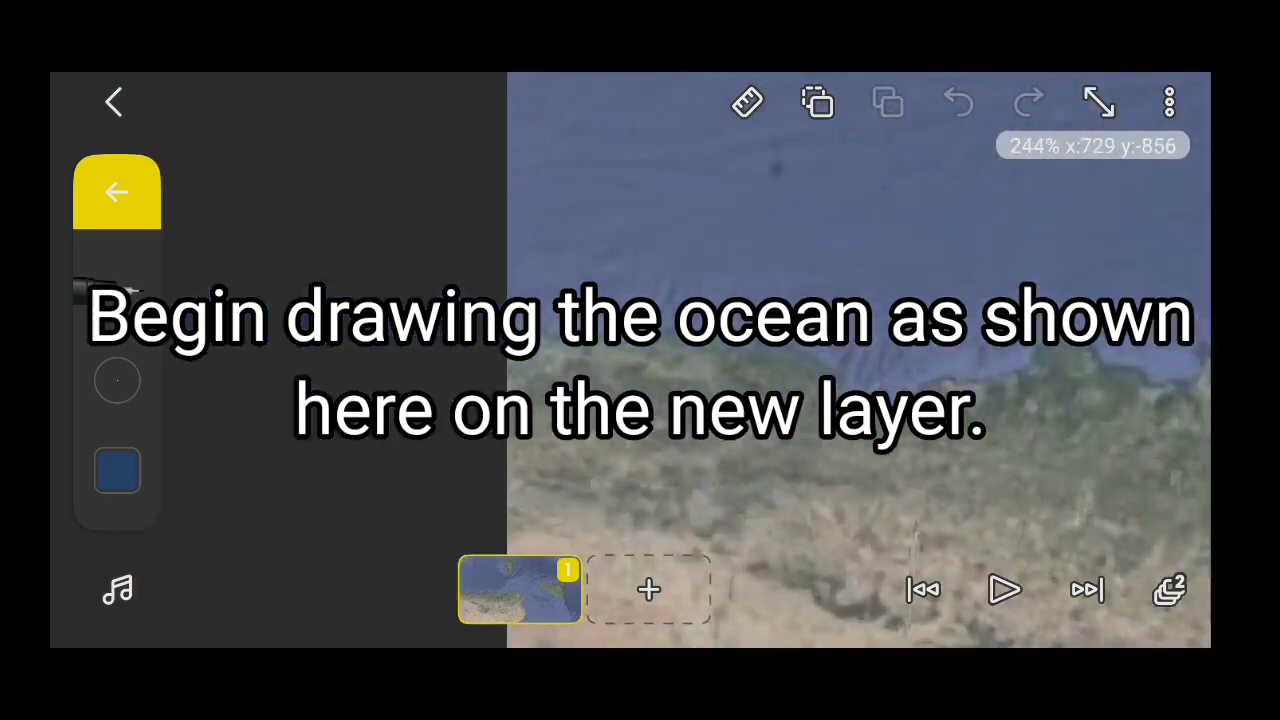 244% x:729 y:-856
Begin drawing the ocean as shown
here on the new layer.
1
2